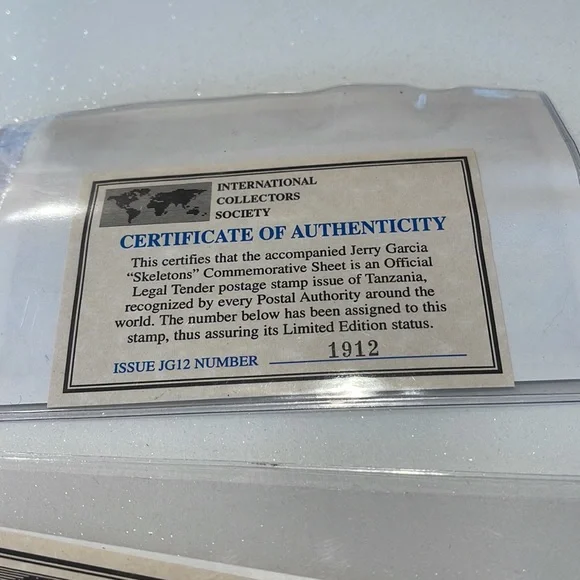 INTERNATIONAL
COLLECTORS
SOCIETY
CERTIFICATE OF AUTHENTICITY
This certifies that the accompanied Jerry Garcia
"Skeletons" Commemorative Sheet is an Official
Legal Tender postage stamp issue of Tanzania,
recognized by every Postal Authority around the
world. The number below has been assigned to this
stamp, thus assuring its Limited Edition status.
ISSUE JG12 NUMBER 1912